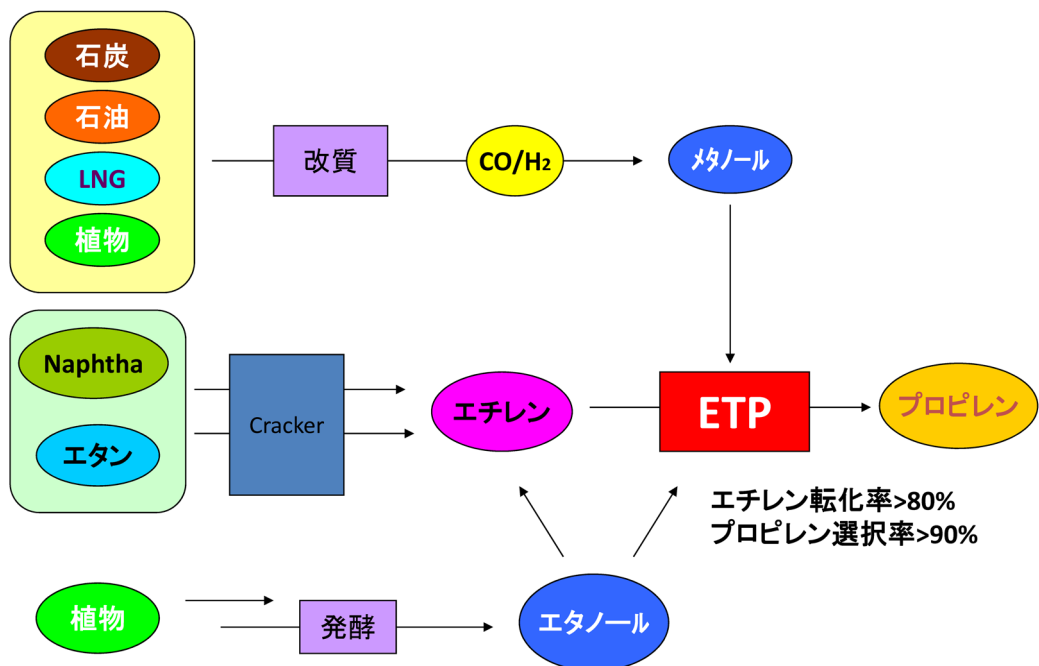 石炭
石油
LNG
植物
改質
CO/H₂
メタノール
Naphtha
エタン
Cracker
エチレン
ETP
プロピレン
エチレン転化率>80%
プロピレン選択率>90%
植物
発酵
エタノール